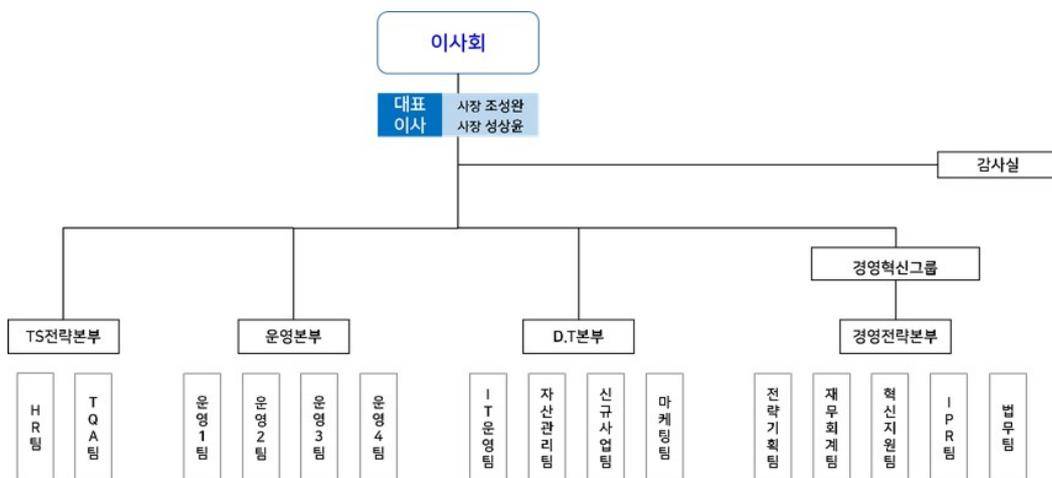 이사회
대표
이사
사장 조성완
사장 성상윤
감사실
경영혁신그룹
TS전략본부
운영본부
D.T본부
경영전략본부
HR팀
TQA팀
운영1팀
운영2팀
운영3팀
운영4팀
IT운영팀
자산관리팀
신규사업팀
마케팅팀
전략기획팀
재무회계팀
혁신지원팀
IPR팀
법무팀